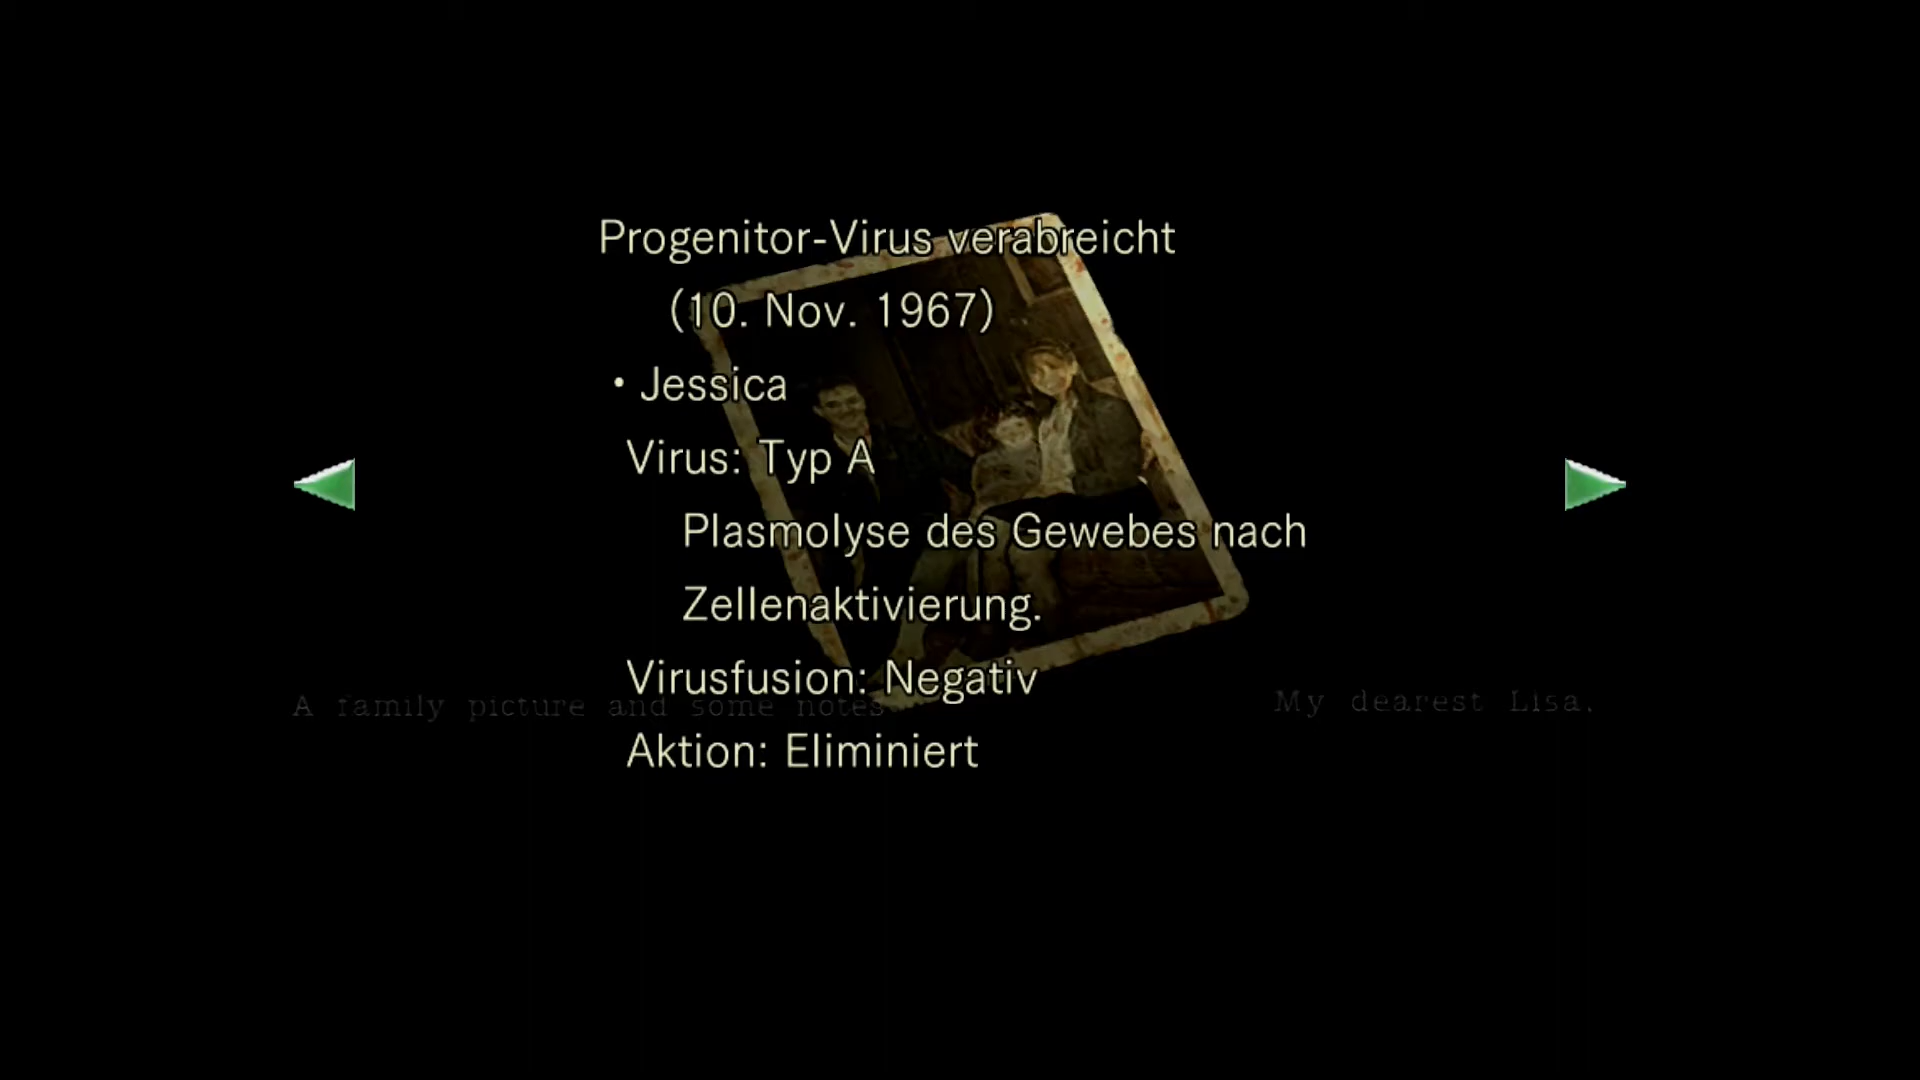 Progenitor-Virus verabreicht
(10. Nov. 1967)
• Jessica
Virus: Typ A
Plasmolyse des Gewebes nach
Zellenaktivierung.
Virusfusion: Negativ
A family picture and some notes
My dearest Lisa.
Aktion: Eliminiert